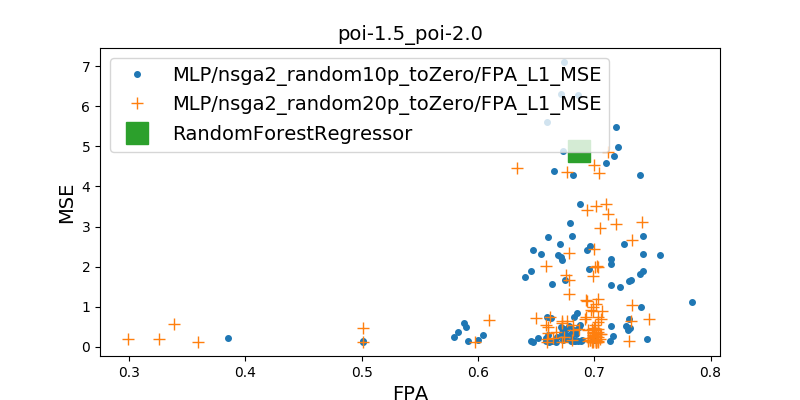 poi-1.5_poi-2.0
MLP/nsga2_random10p_toZero/FPA_L1_MSE
MLP/nsga2_random20p_toZero/FPA_L1_MSE
RandomForestRegressor
MSE
7
6
5
4
3
2
1
0
0.3 0.4 0.5 0.6 0.7 0.8
FPA